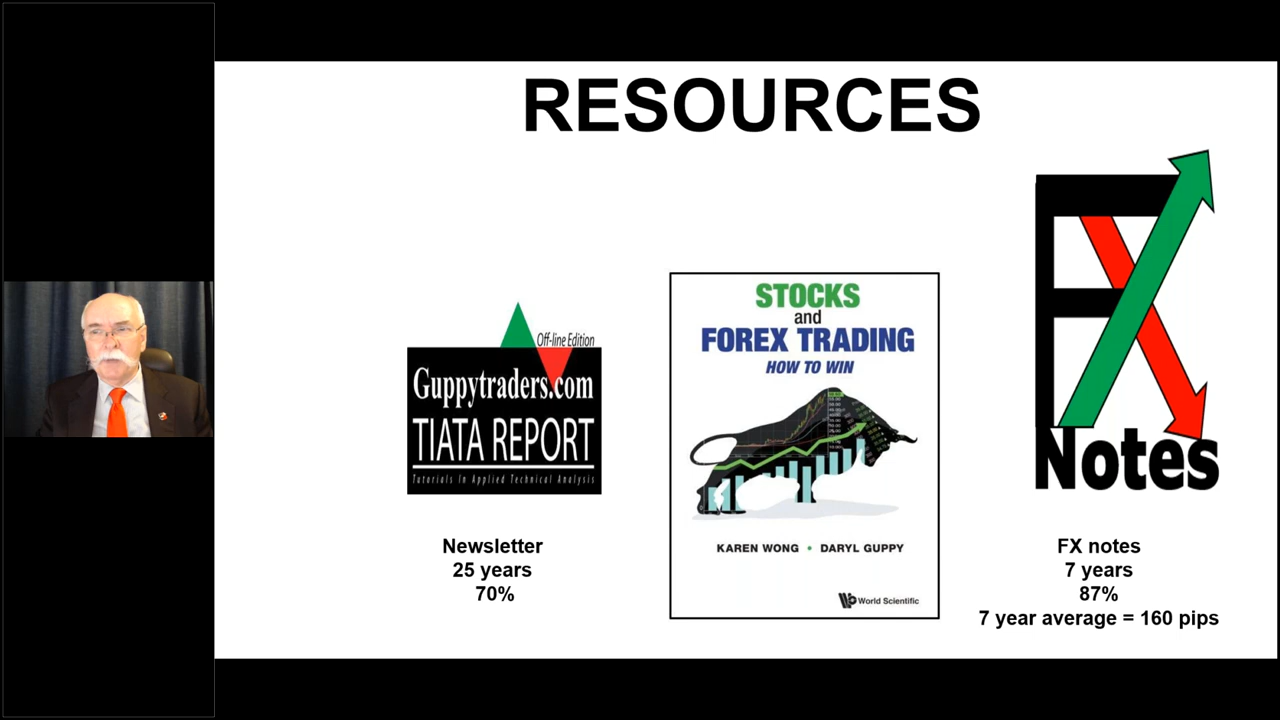 RESOURCES
Off-line Edition
Guppytraders.com
TIATA REPORT
Tutorials In Applied Technical Analysis
Newsletter
25 years
70%
STOCKS
and
FOREX TRADING
HOW TO WIN
KAREN WONG • DARYL GUPPY
World Scientific
FX
Notes
FX notes
7 years
87%
7 year average = 160 pips